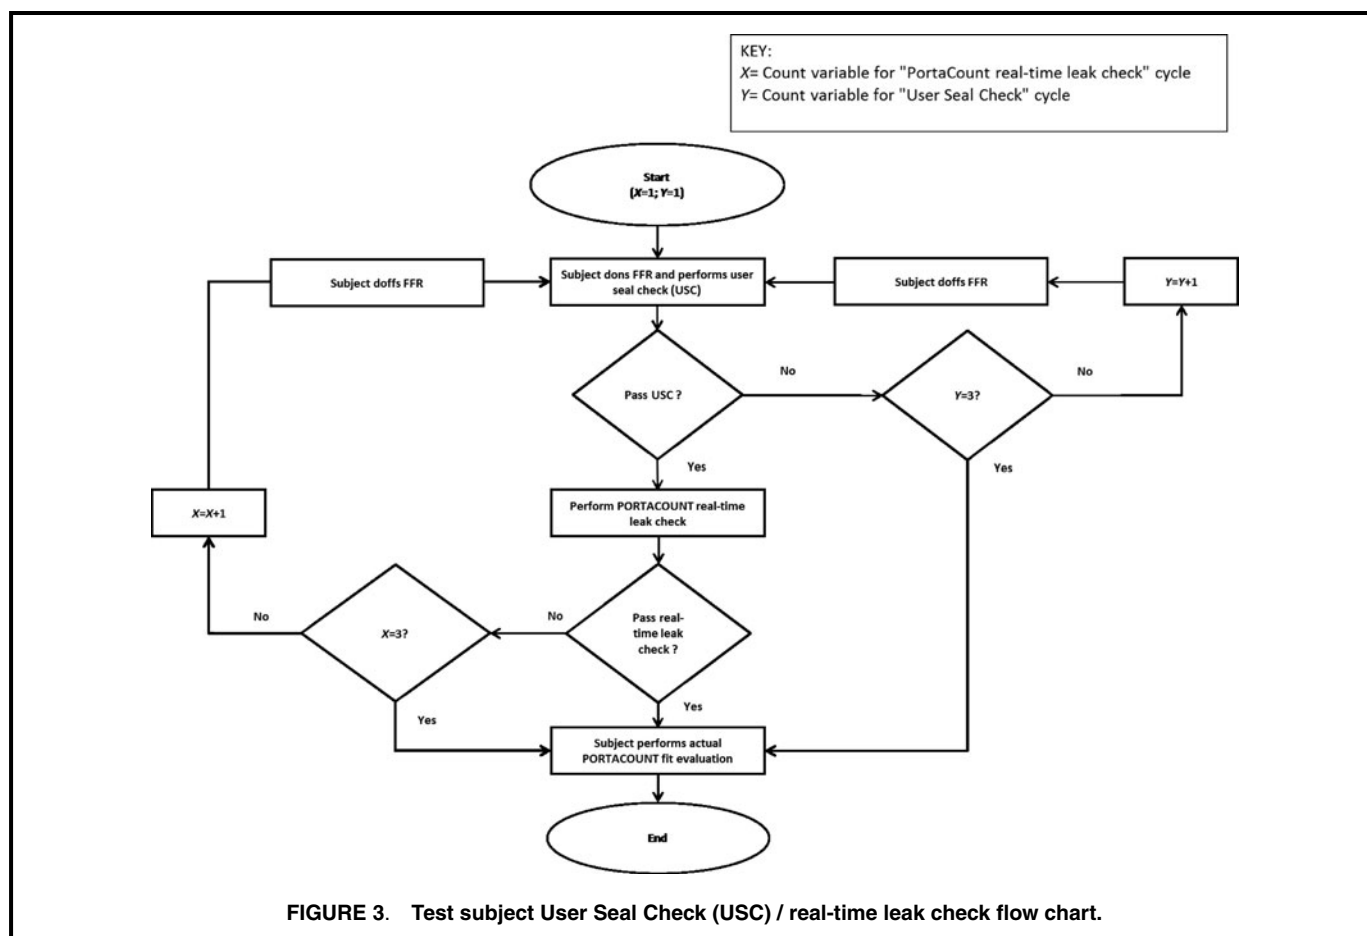 KEY:
X= Count variable for "PortaCount real-time leak check" cycle
Y= Count variable for "User Seal Check" cycle
Start
(X=1; Y=1)
Subject doffs FFR
Subject dons FFR and performs user
seal check (USC)
Subject doffs FFR
Y=Y+1
Pass USC ?
No
Y=3?
No
Yes
Yes
X=X+1
Perform PORTACOUNT real-time
leak check
No
X=3?
No
Pass real-
time leak
check ?
Yes
Yes
Subject performs actual
PORTACOUNT fit evaluation
End
FIGURE 3. Test subject User Seal Check (USC) / real-time leak check flow chart.